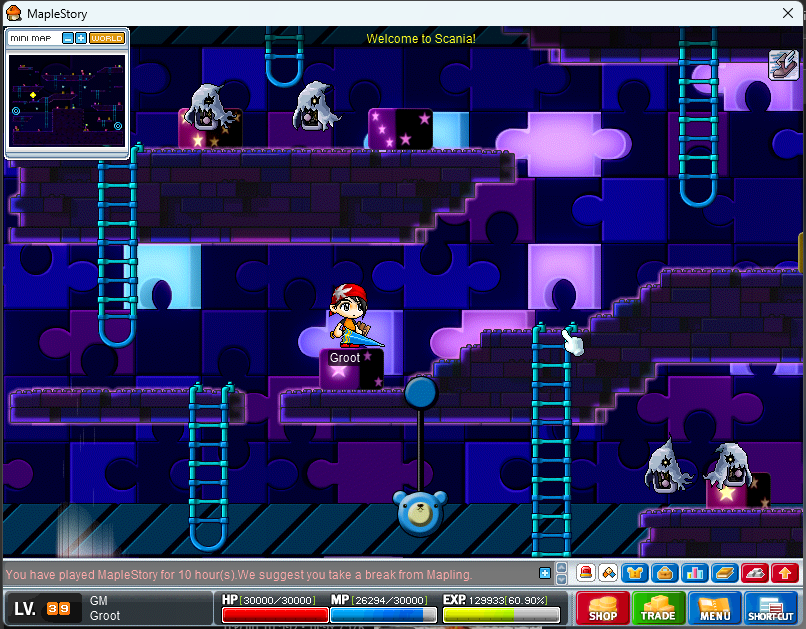 MapleStory
MINI MAP
WORLD
Welcome to Scania!
Groot
You have played MapleStory for 10 hour(s).We suggest you take a break from Mapling.
LV. 39
GM
Groot
HP[30000/30000]
MP[26294/30000]
EXP 129933[60.90%]
SHOP
TRADE
MENU
SHORTCUT